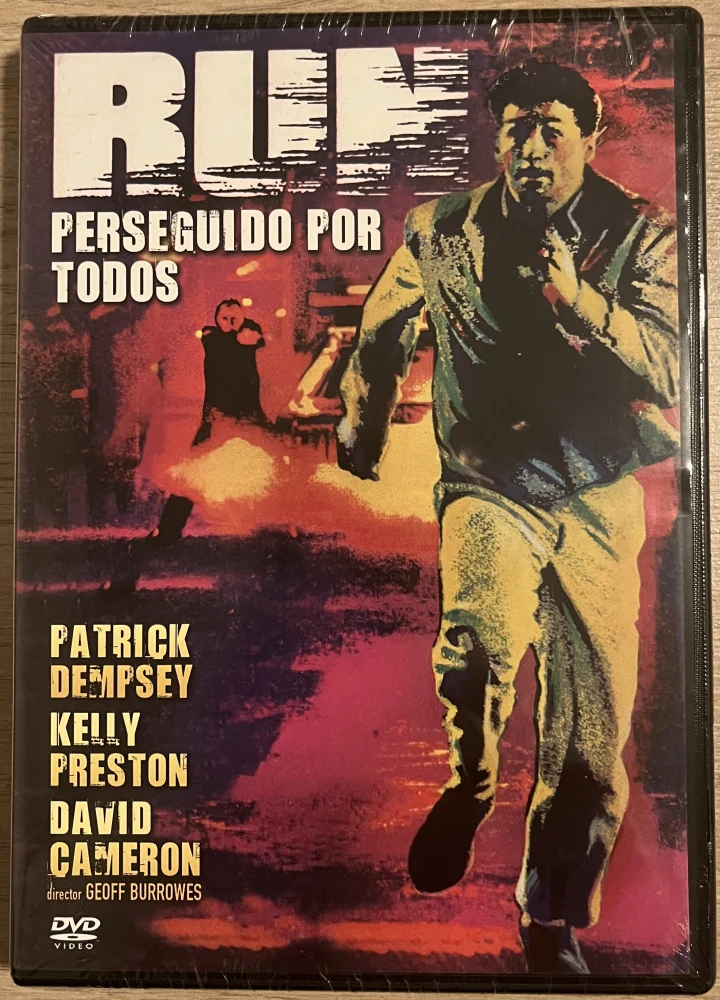 RUN
PERSEGUIDO POR
TODOS
PATRICK
DEMPSEY
KELLY
PRESTON
DAVID
CAMERON
director GEOFF BURROWES
DVD
VIDEO